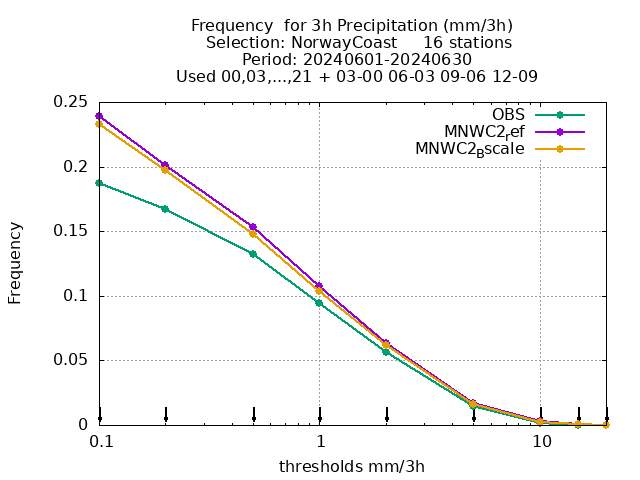 Frequency  for 3h Precipitation (mm/3h)
Selection: NorwayCoast     16 stations
Period: 20240601-20240630
Used 00,03,...,21 + 03-00 06-03 09-06 12-09
OBS
MNWC2ref
MNWC2Bscale
0.25
0.2
0.15
0.1
0.05
0
Frequency
0.1 1 10
thresholds mm/3h